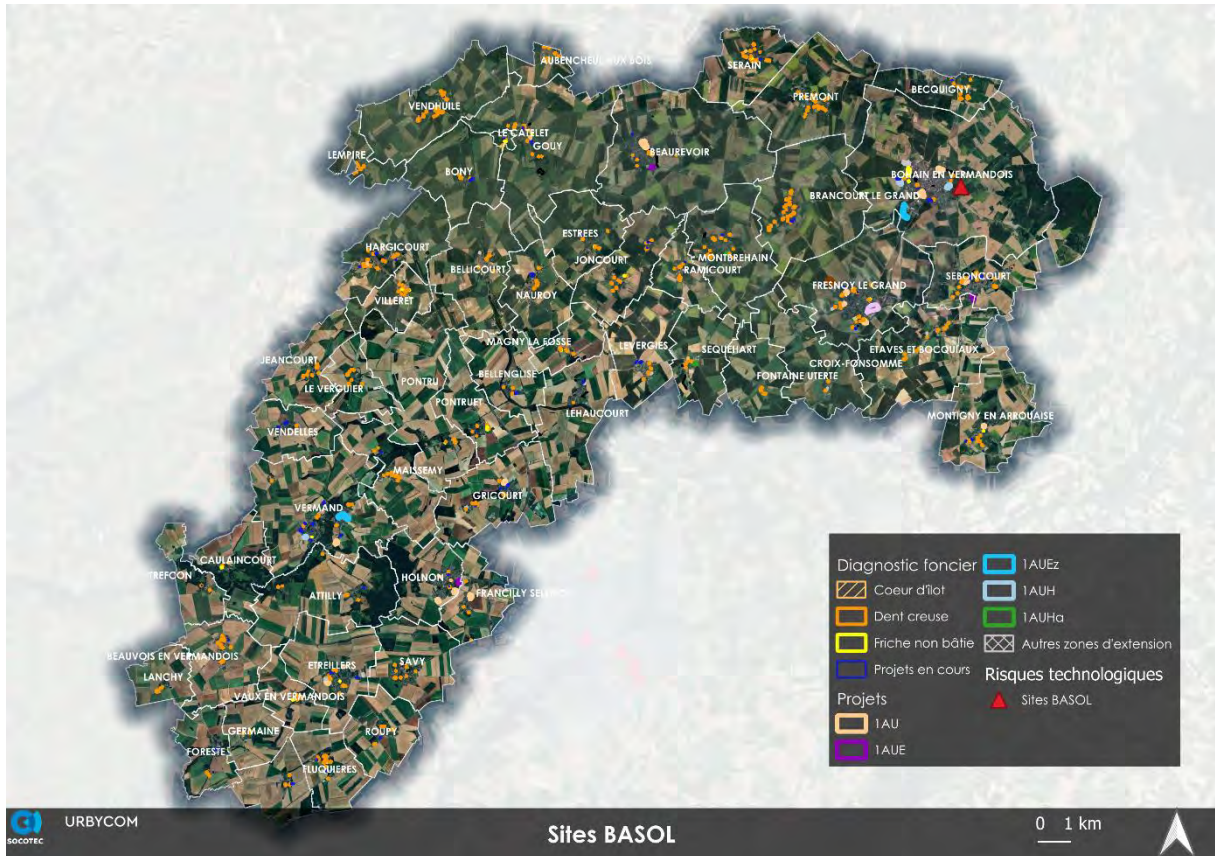 AUBENCHEUL AUX BOIS
SERAIN
VENDHUILE
PREMONT
BECQUIGNY
LE CATELET
GOUY
BEAUREVOIR
LEMPIRE
BONY
BOHAIN EN VERMANDOIS
BRANCOURT LE GRAND
ESTREES
HARGICOURT
JONCOURT
MONTBREHAIN
BELLICOURT
RAMICOURT
SEBONCOURT
VILLERET
NAUROY
FRESNOY LE GRAND
MAGNY LA FOSSE
LEVERGIES
SEQUEHART
ETAVES ET BOCQUIAUX
JEANCOURT
CROIX-FONSOMME
LE VERGUIER
PONTRU
BELLENGLISE
FONTAINE UTERTE
PONTRUET
LEHAUCOURT
MONTIGNY EN ARROUAISE
VENDELLES
MAISSEMY
GRICOURT
VERMAND
CAULAINCOURT
TREFCON
HOLNON
ATTILLY
FRANCILLY SELENCY
BEAUVOIS EN VERMANDOIS
ETREILLERS
SAVY
LANCHY
VAUX EN VERMANDOIS
GERMAINE
ROUPY
FORESTE
FLUQUIERES
Diagnostic foncier
Coeur d'îlot
Dent creuse
Friche non bâtie
Projets en cours
Projets
1AU
1AUE
1AUEz
1AUH
1AUHa
Autres zones d'extension
Risques technologiques
Sites BASOL
SOCOTEC
URBYCOM
Sites BASOL
0 1 km